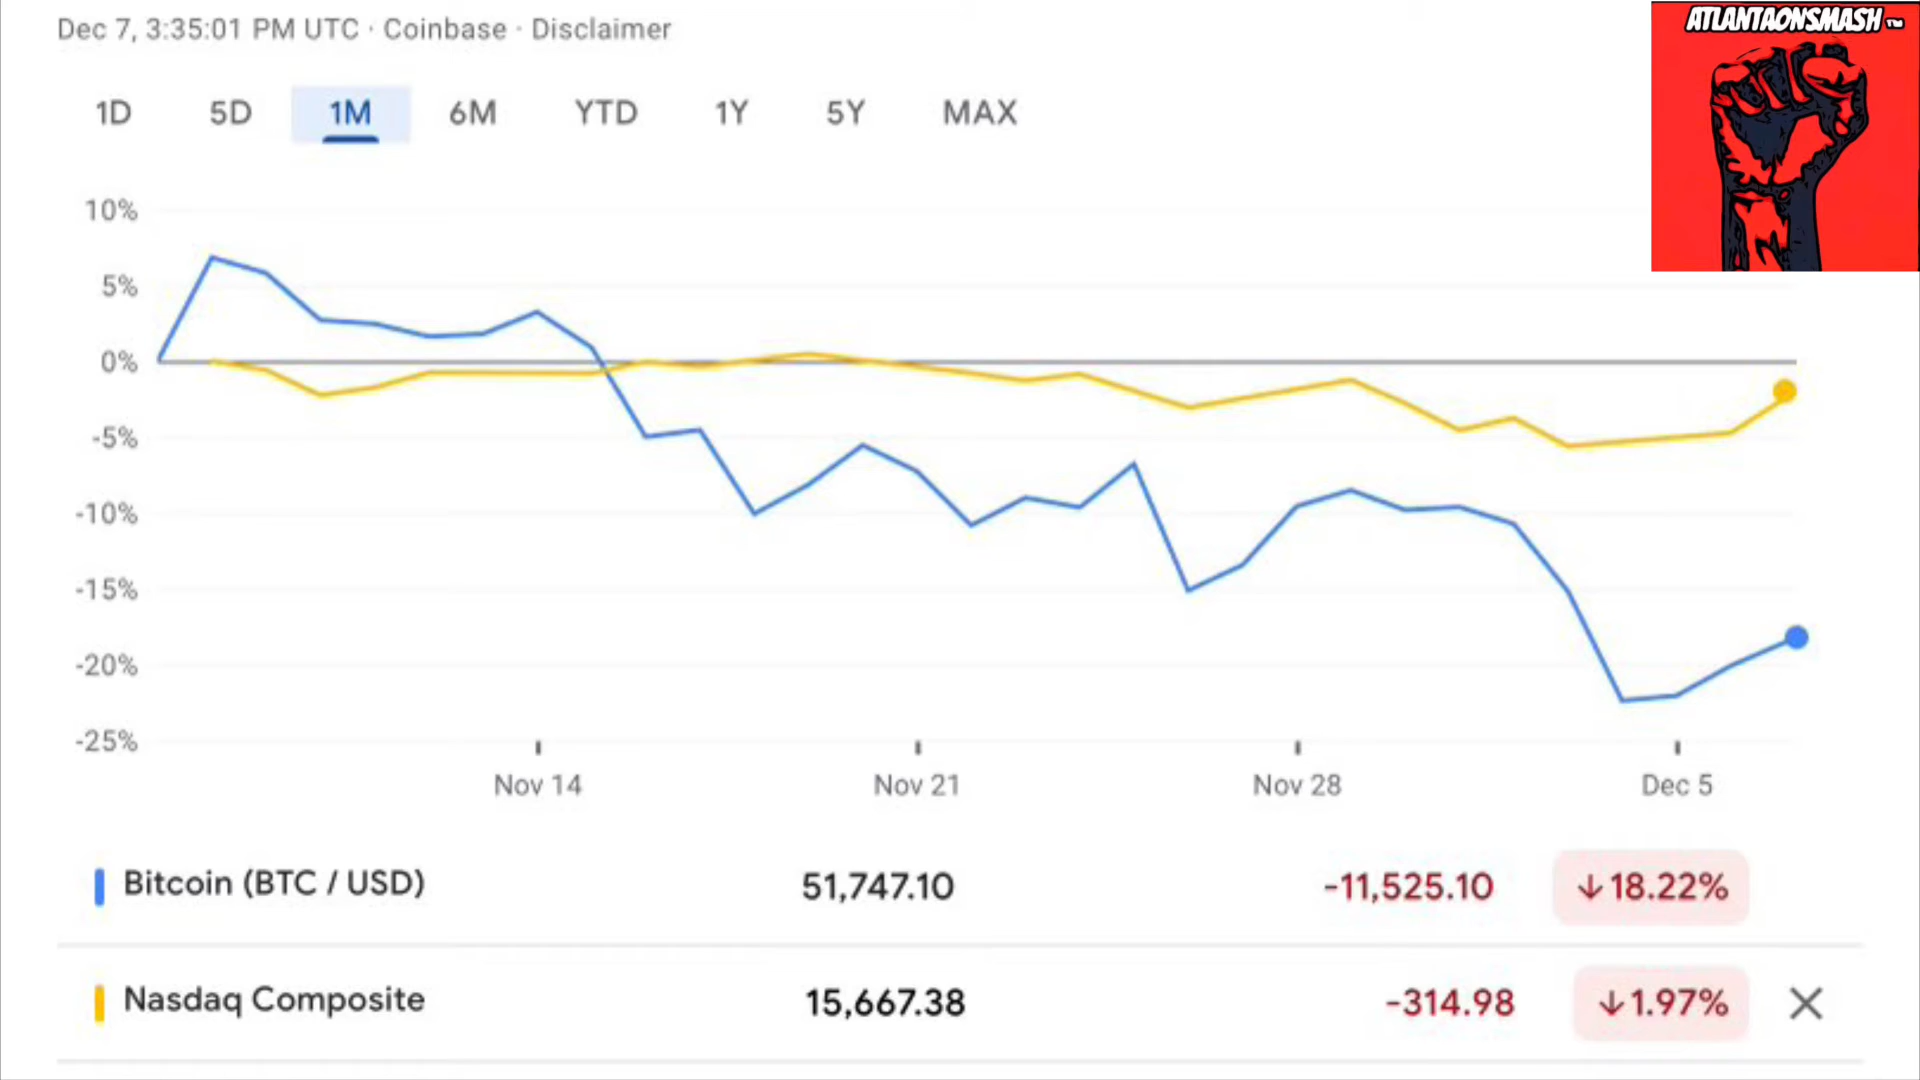 Dec 7, 3:35:01 PM UTC · Coinbase · Disclaimer
ATLANTAONSMASH ™
1D 5D 1M 6M YTD 1Y 5Y MAX
10%
5%
0%
-5%
-10%
-15%
-20%
-25%
Nov 14 Nov 21 Nov 28 Dec 5
Bitcoin (BTC / USD) 51,747.10 -11,525.10 ↓18.22%
Nasdaq Composite 15,667.38 -314.98 ↓1.97%